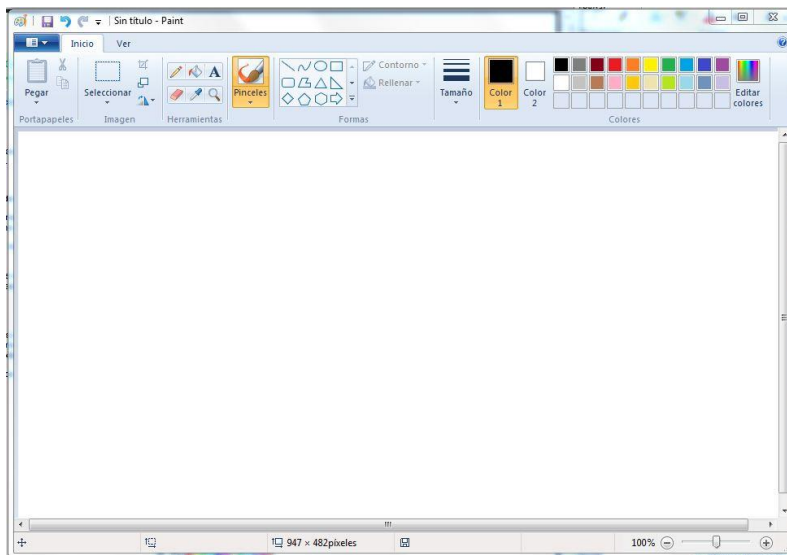 Sin título - Paint
Inicio Ver
Contorno
Rellenar
Pegar Seleccionar Pinceles Tamaño Color 1 Color 2 Editar colores
Portapapeles Imagen Herramientas Formas Colores
947 × 482píxeles 100%